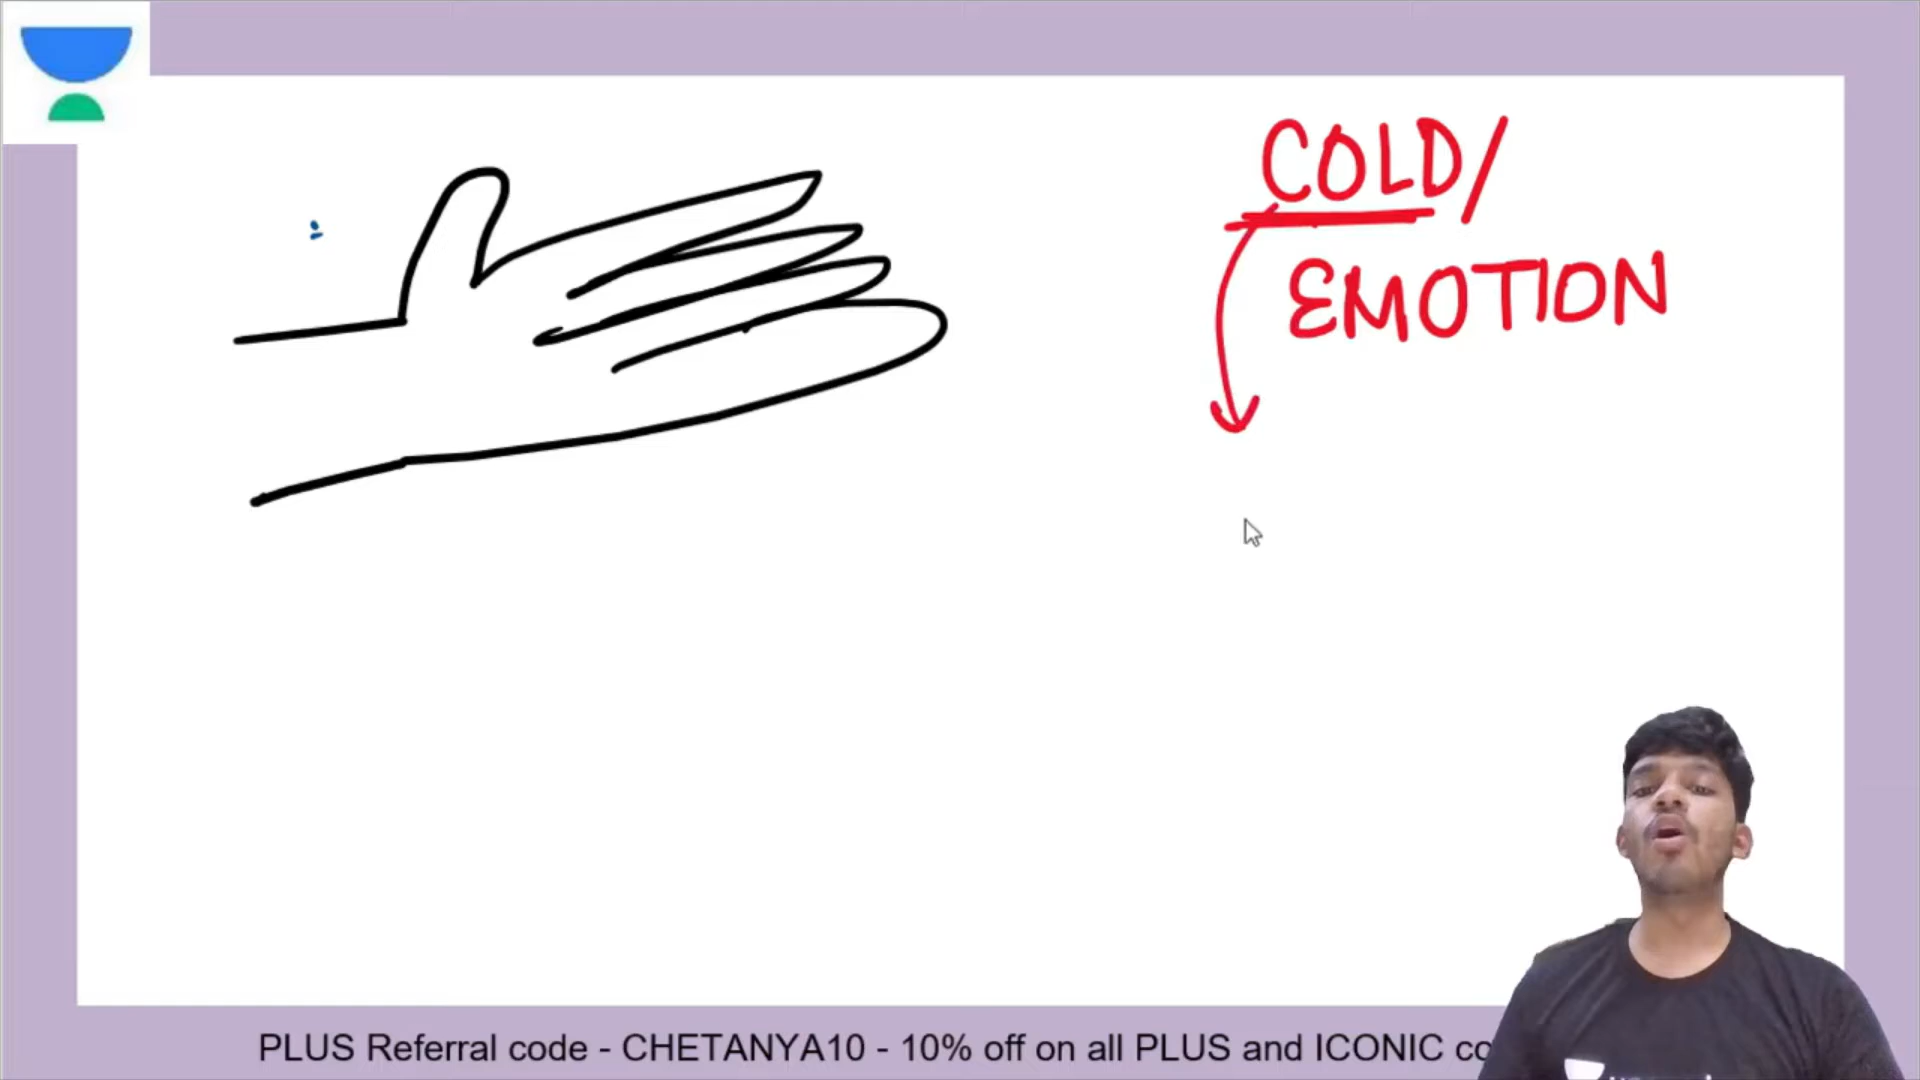 COLD/
EMOTION
PLUS Referral code - CHETANYA10 - 10% off on all PLUS and ICONIC co